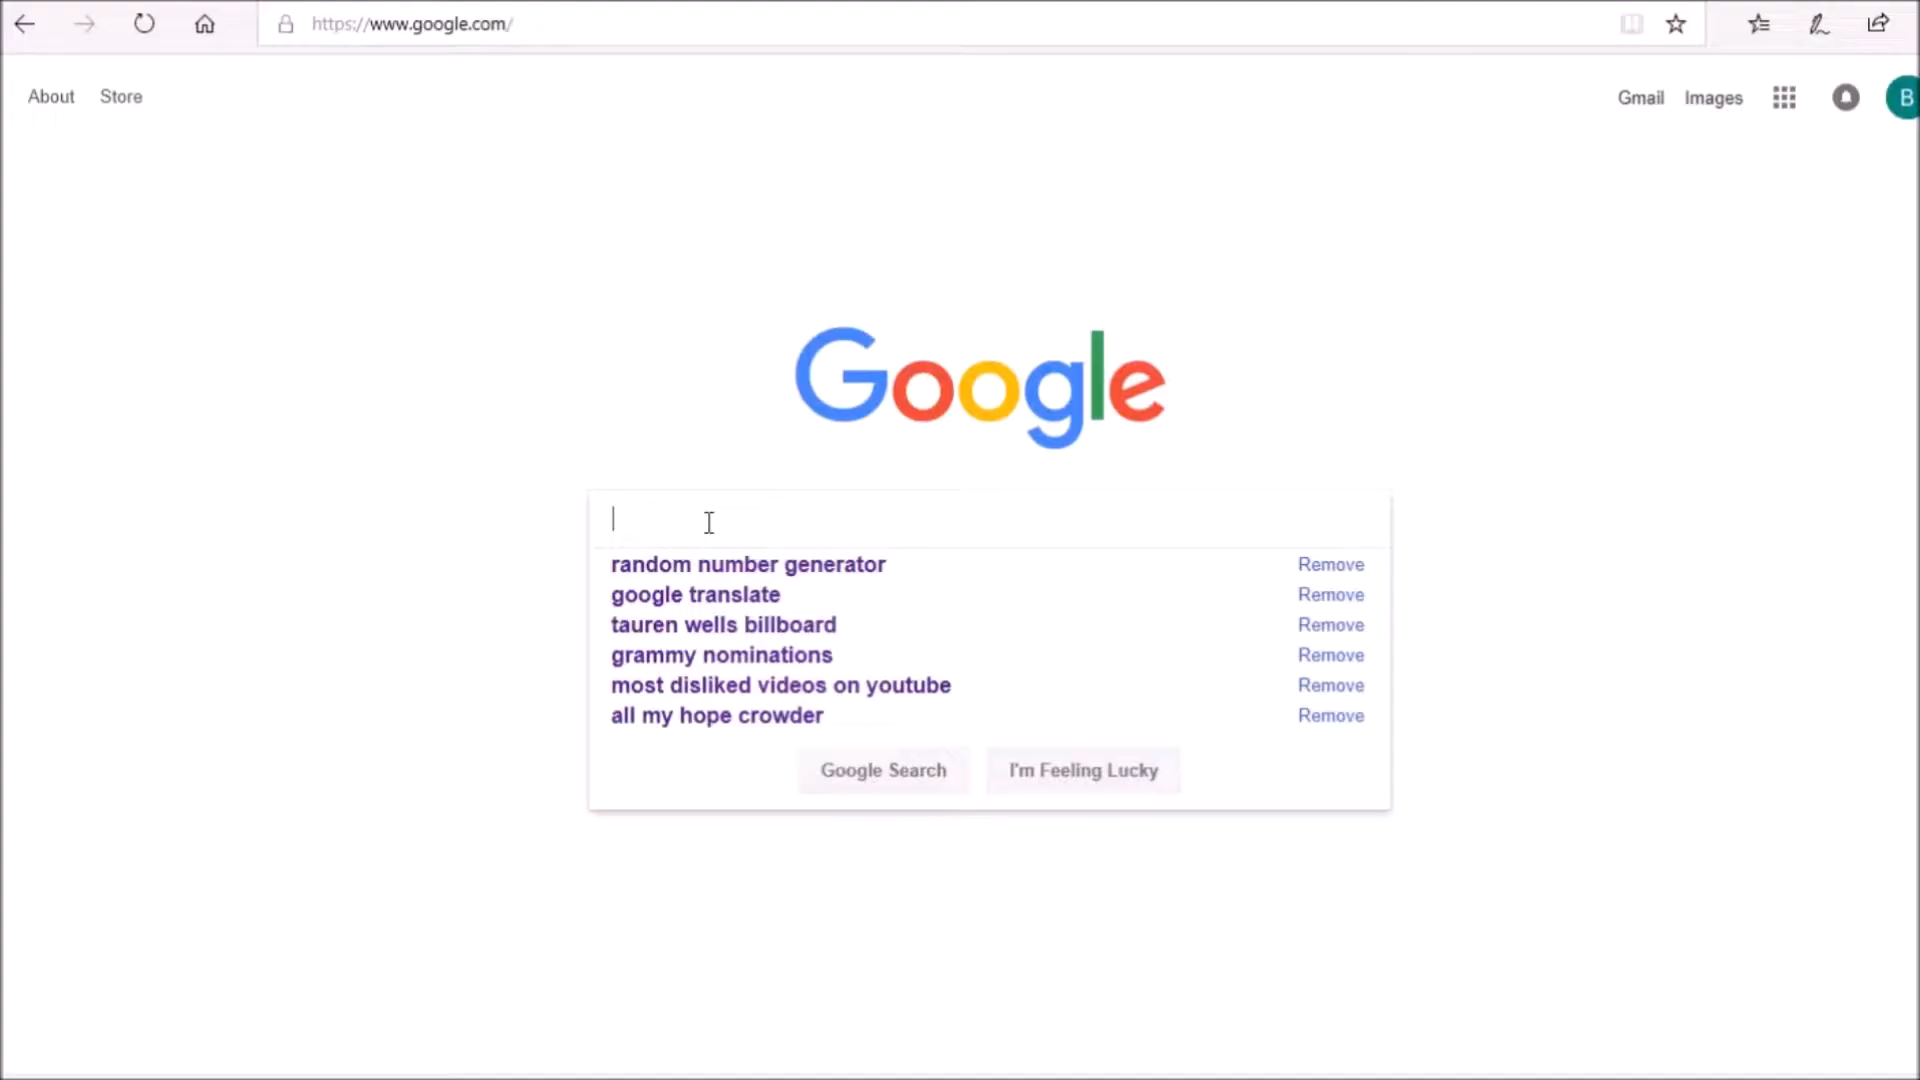 https://www.google.com/
About Store
Gmail Images B
Google
random number generator Remove
google translate Remove
tauren wells billboard Remove
grammy nominations Remove
most disliked videos on youtube Remove
all my hope crowder Remove
Google Search I'm Feeling Lucky